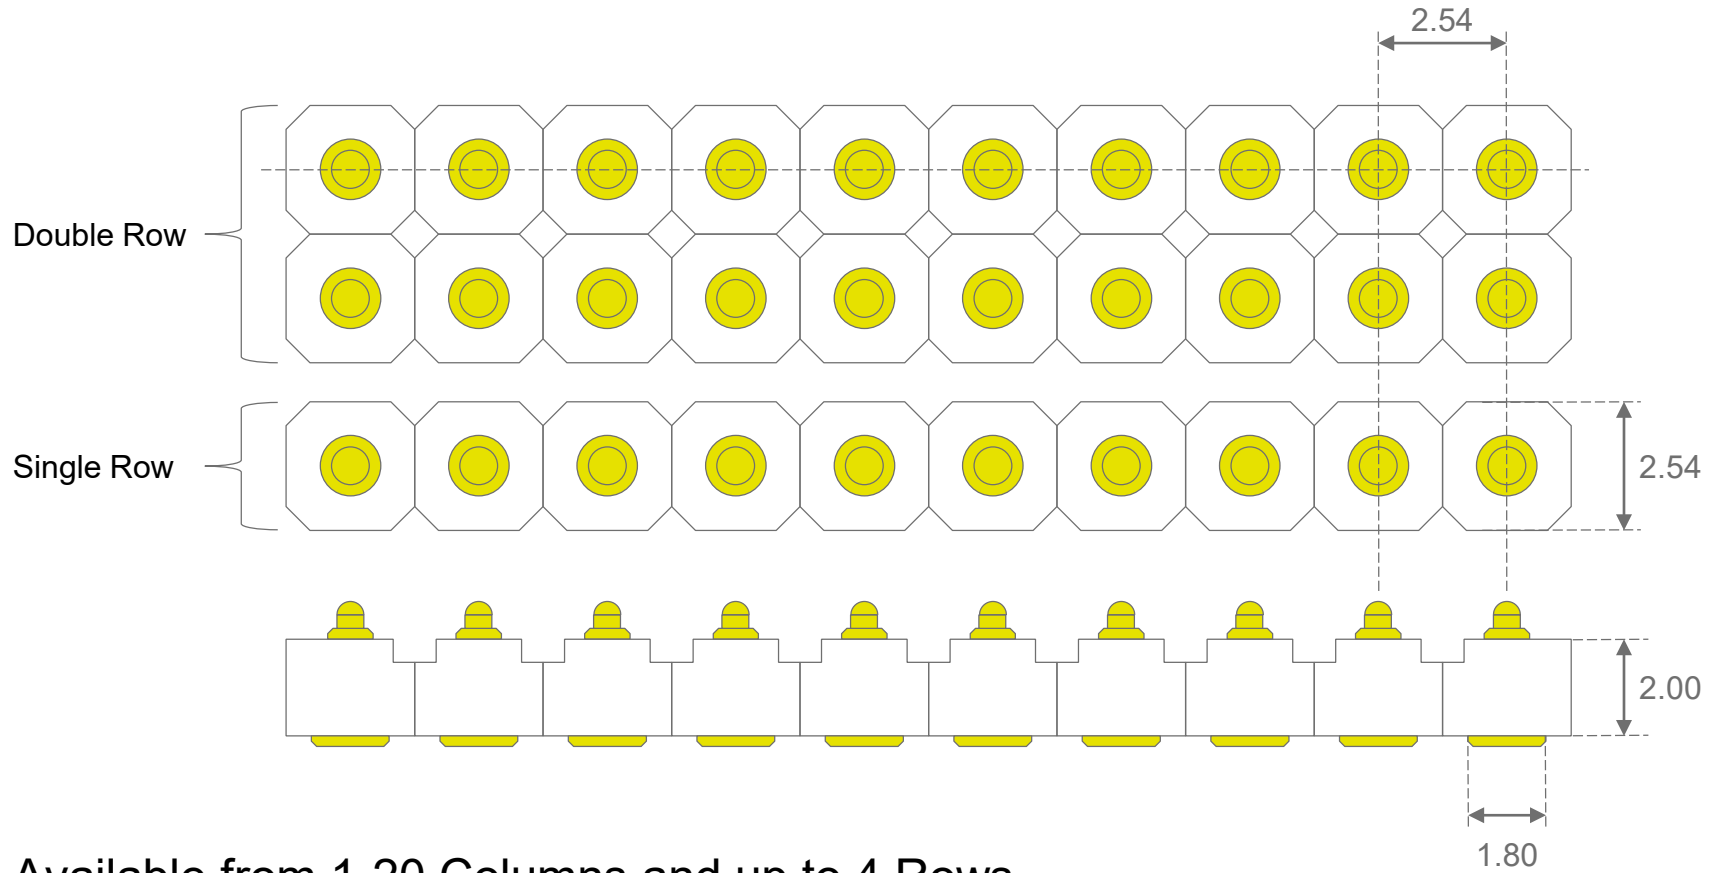 2.54
Double Row
Single Row
2.54
2.00
1.80
Available from 1-20 Columns and up to 4 Rows